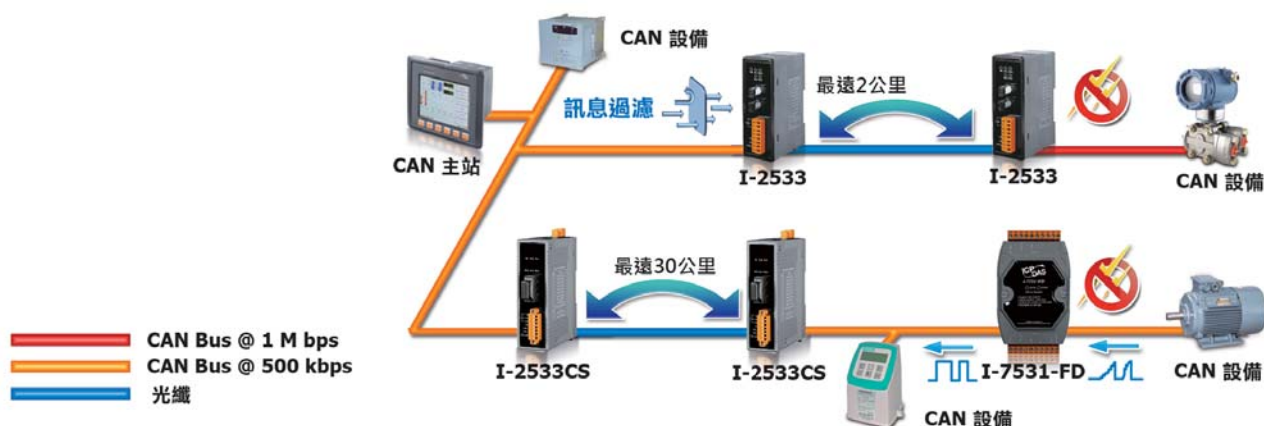 CAN 設備
CAN 主站
訊息過濾
最遠2公里
I-2533
I-2533
CAN 設備
最遠30公里
I-2533CS
I-2533CS
ICP DAS
I-7531-FD
CAN 設備
CAN 設備
CAN Bus @ 1 M bps
CAN Bus @ 500 kbps
光纖